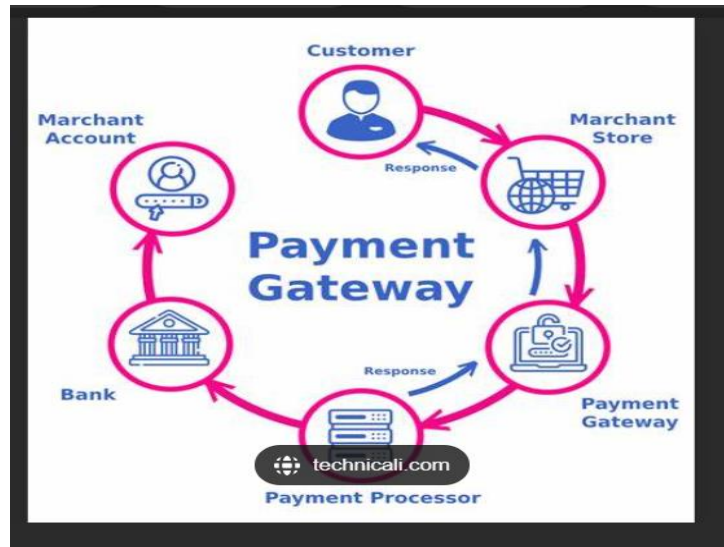 Customer
Marchant
Account
Marchant
Store
Response
Payment
Gateway
Response
Bank
Payment
Gateway
technicali.com
Payment Processor